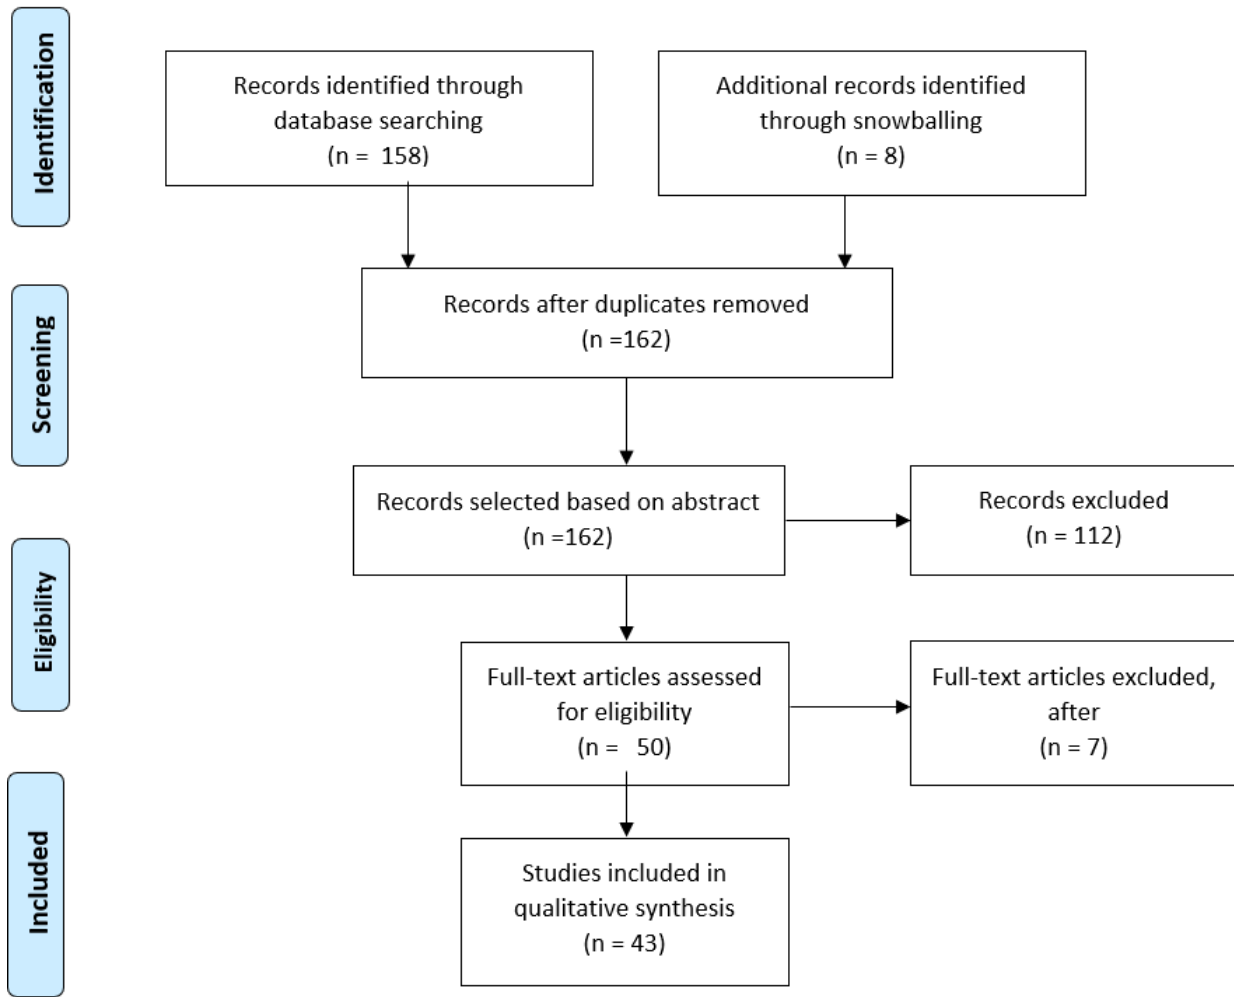 Identification
Records identified through
database searching
(n =  158)
Additional records identified
through snowballing
(n = 8)
Screening
Records after duplicates removed
(n =162)
Records selected based on abstract
(n =162)
Records excluded
(n = 112)
Eligibility
Full-text articles assessed
for eligibility
(n =   50)
Full-text articles excluded,
after
(n = 7)
Included
Studies included in
qualitative synthesis
(n = 43)